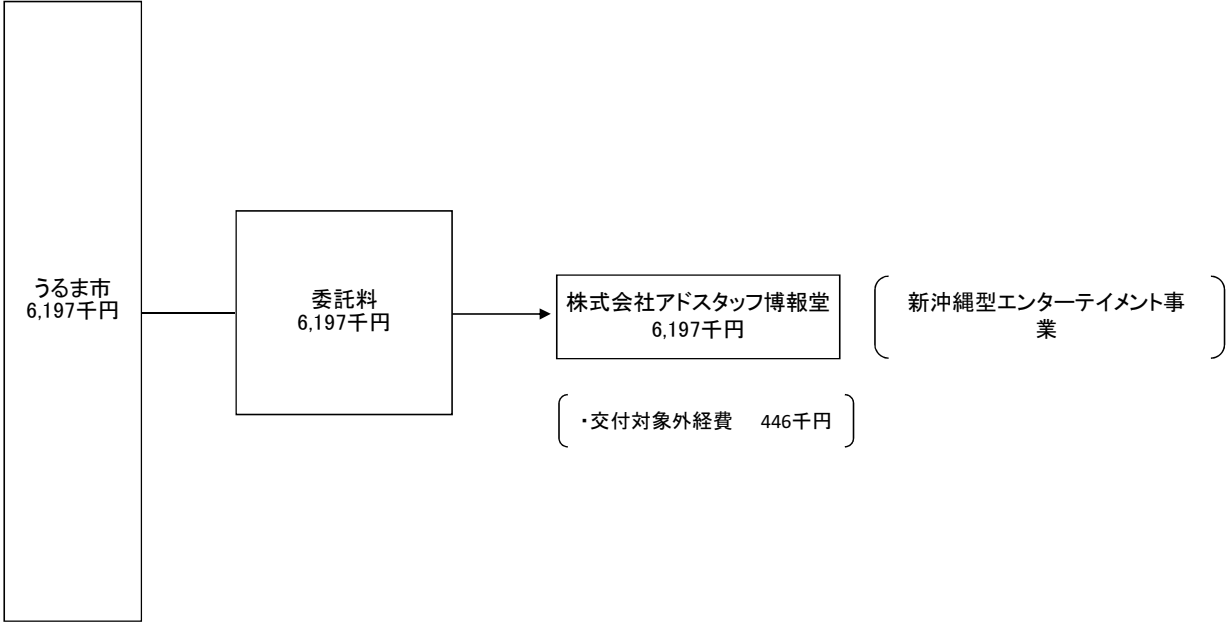 うるま市
6,197千円
委託料
6,197千円
株式会社アドスタッフ博報堂
6,197千円
新沖縄型エンターテイメント事
業
・交付対象外経費 446千円